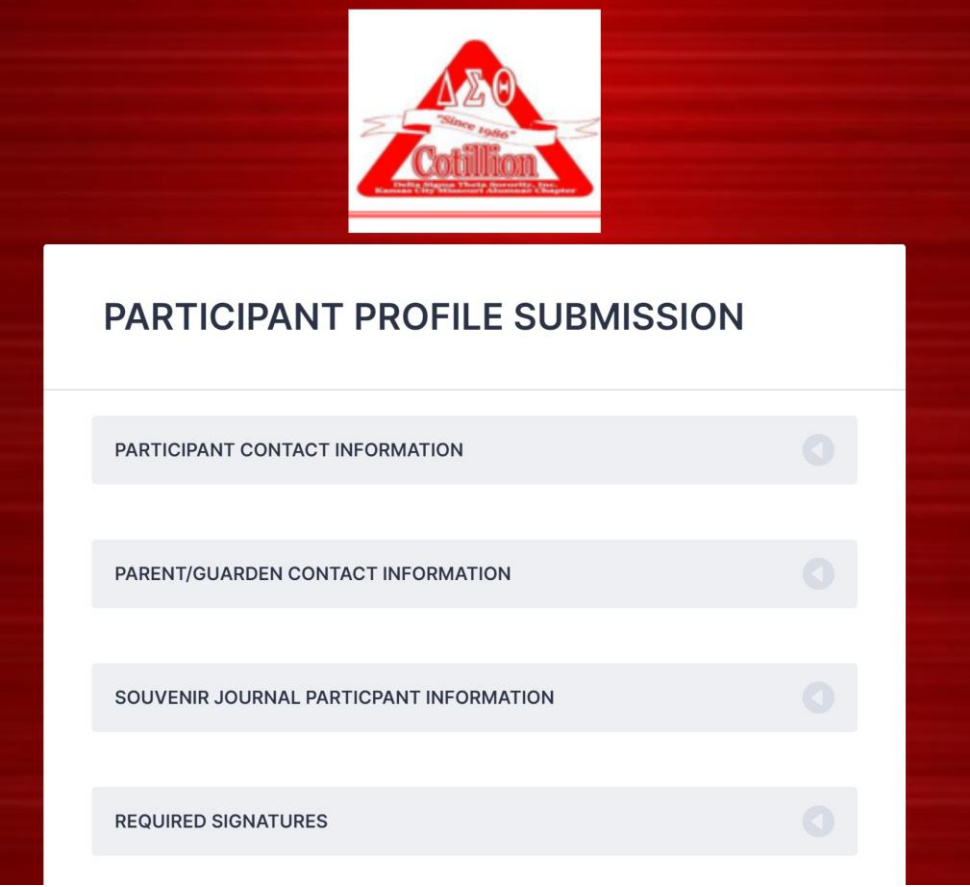 ΔΣΘ
"Since 1986"
Cotillion
Delta Sigma Theta Sorority, Inc.
Kansas City Missouri Alumnae Chapter
PARTICIPANT PROFILE SUBMISSION
PARTICIPANT CONTACT INFORMATION
PARENT/GUARDEN CONTACT INFORMATION
SOUVENIR JOURNAL PARTICPANT INFORMATION
REQUIRED SIGNATURES